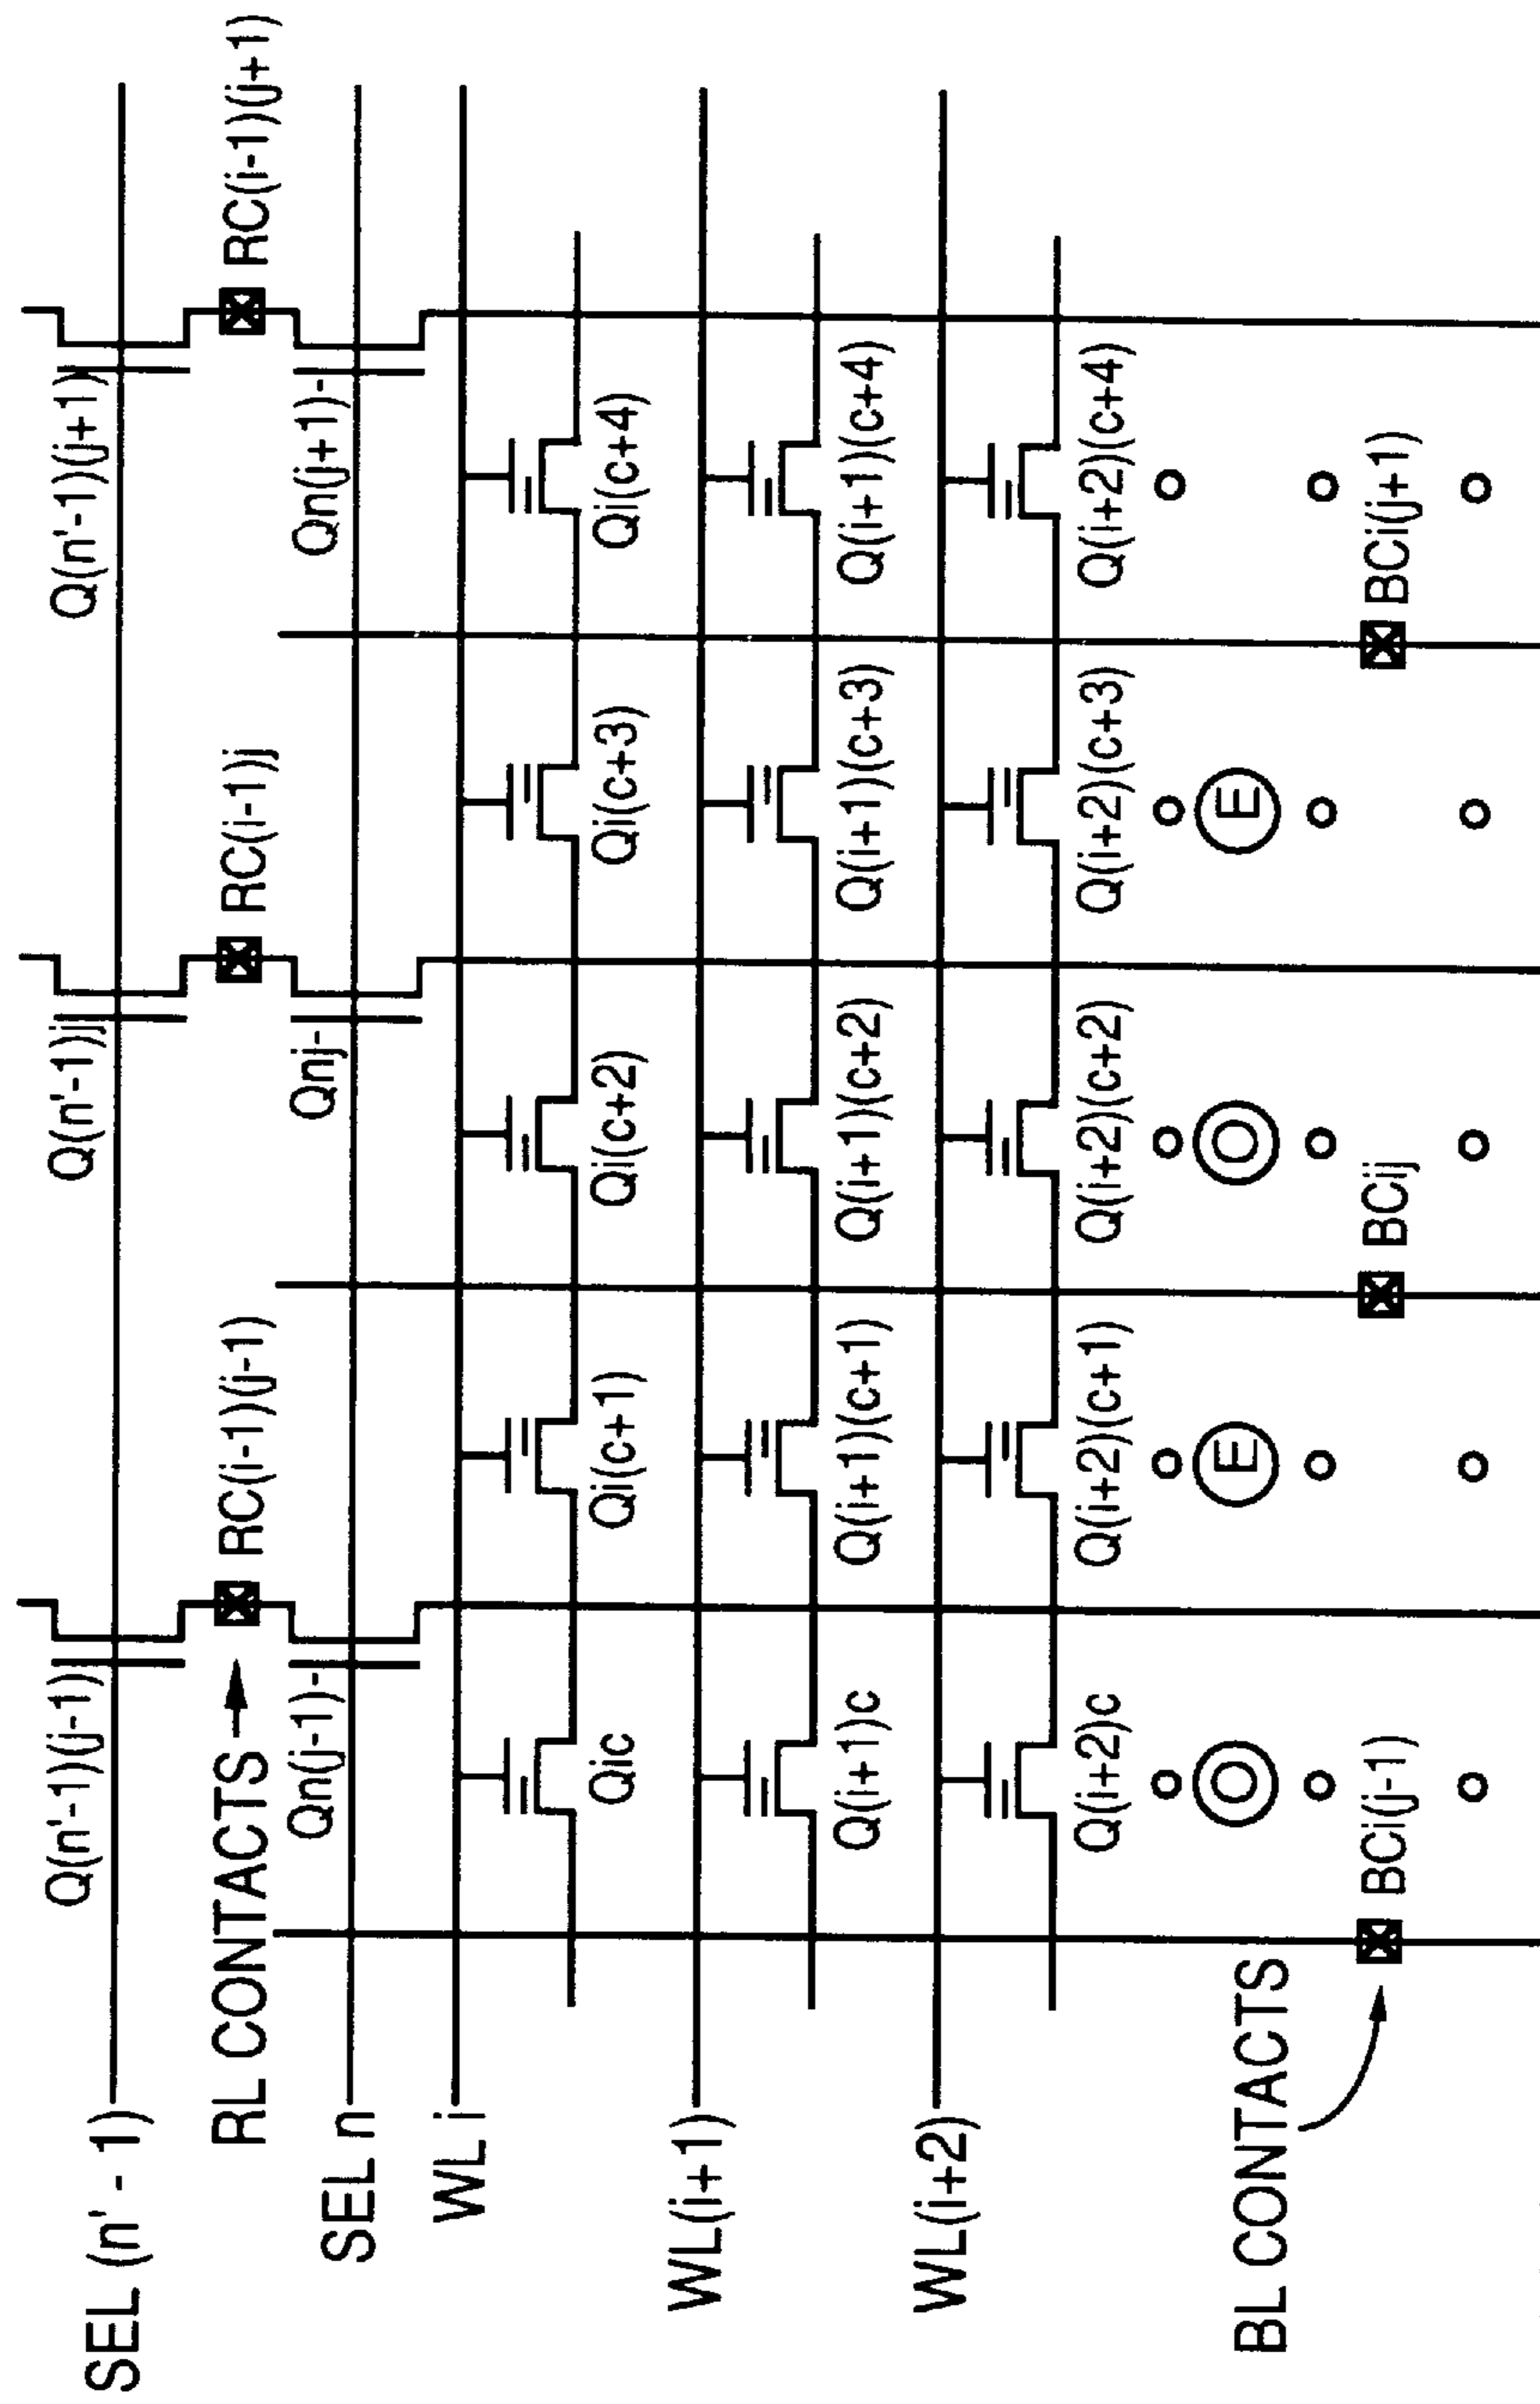 SEL (n' - 1)
Q(n'-1)(j-1)
Q(n'-1)j
Q(n'-1)(j+1)
RL CONTACTS
RC(i-1)(j-1)
RC(i-1)j
RC(i-1)(j+1)
SEL n
Qn(j-1)
Qnj
Qn(j+1)
WL i
Qic
Qi(c+1)
Qi(c+2)
Qi(c+3)
Qi(c+4)
WL(i+1)
Q(i+1)c
Q(i+1)(c+1)
Q(i+1)(c+2)
Q(i+1)(c+3)
Q(i+1)(c+4)
WL(i+2)
Q(i+2)c
Q(i+2)(c+1)
Q(i+2)(c+2)
Q(i+2)(c+3)
Q(i+2)(c+4)
O
E
O
E
BL CONTACTS
BCi(j-1)
BCij
BCi(j+1)